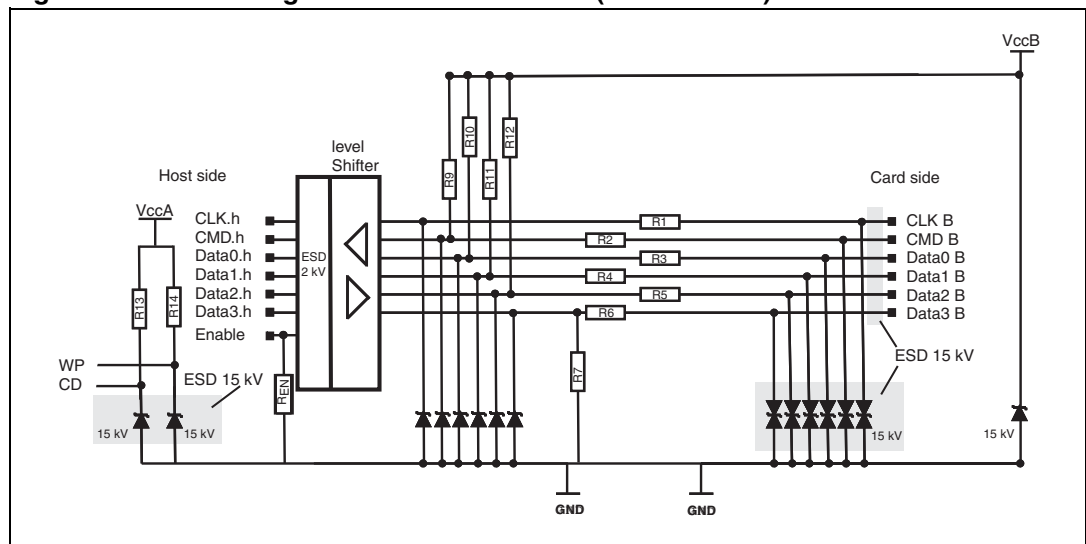 VccB
level
Shifter
Host side
Card side
VccA
R9
R10
R11
R12
CLK.h
CMD.h
Data0.h
Data1.h
Data2.h
Data3.h
Enable
ESD
2 kV
R1
R2
R3
R4
R5
R6
CLK B
CMD B
Data0 B
Data1 B
Data2 B
Data3 B
R13
R14
WP
CD
ESD 15 kV
REN
R7
ESD 15 kV
15 kV
15 kV
15 kV
15 kV
GND
GND